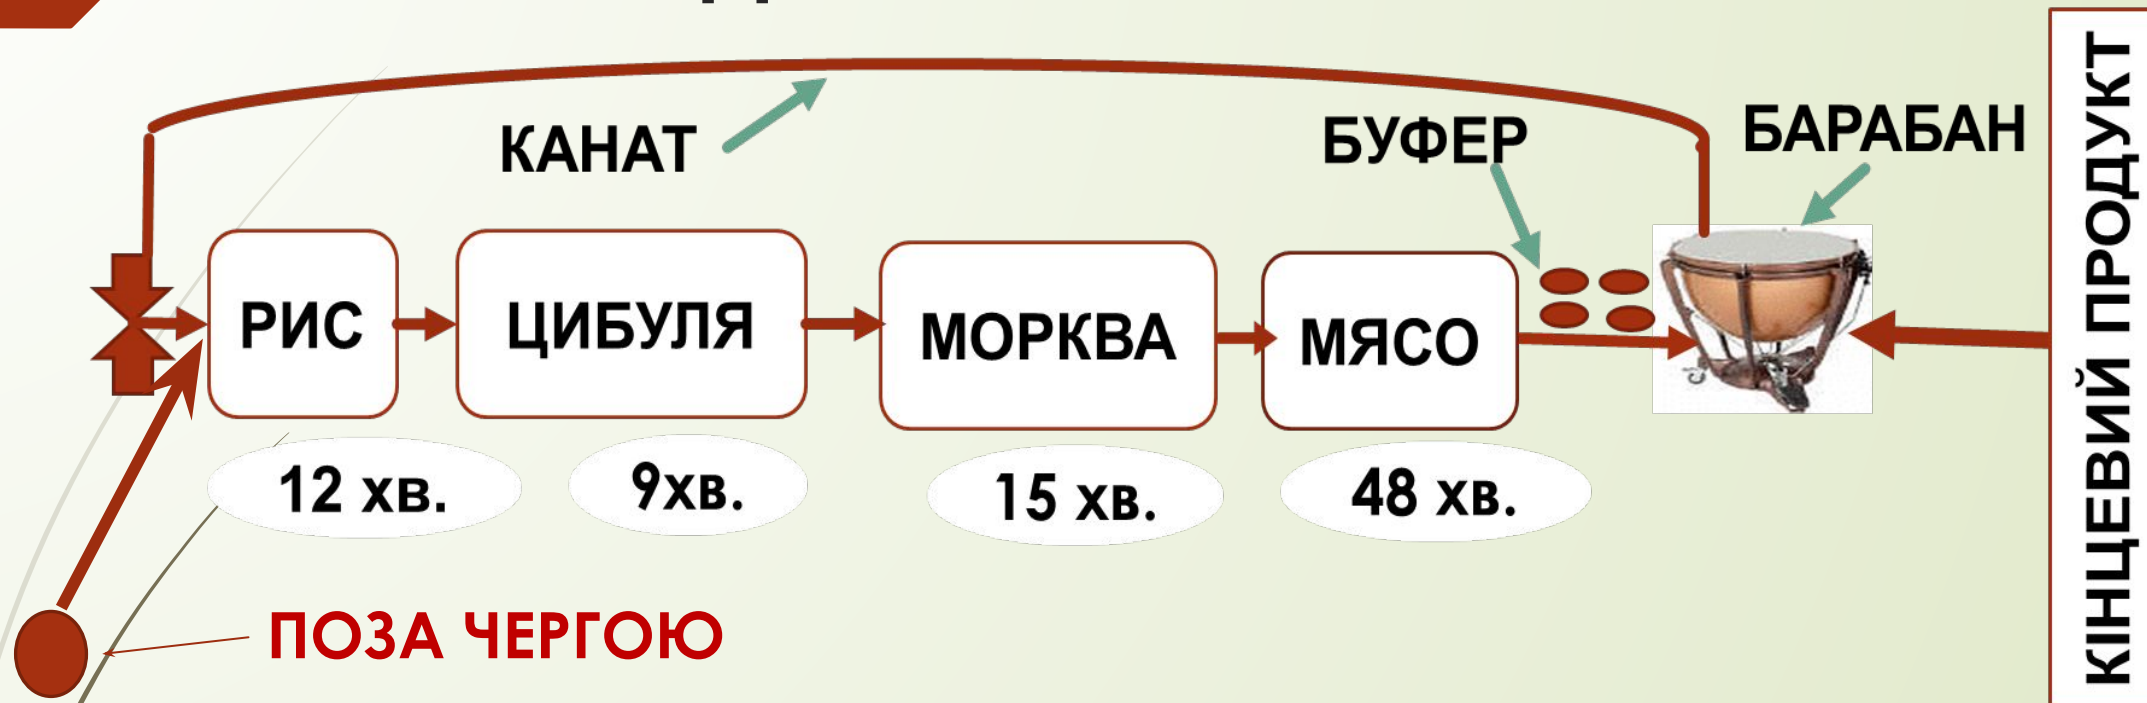 КАНАТ
БУФЕР
БАРАБАН
РИС
ЦИБУЛЯ
МОРКВА
МЯСО
12 хв.
9хв.
15 хв.
48 хв.
ПОЗА ЧЕРГОЮ
КІНЦЕВИЙ ПРОДУКТ